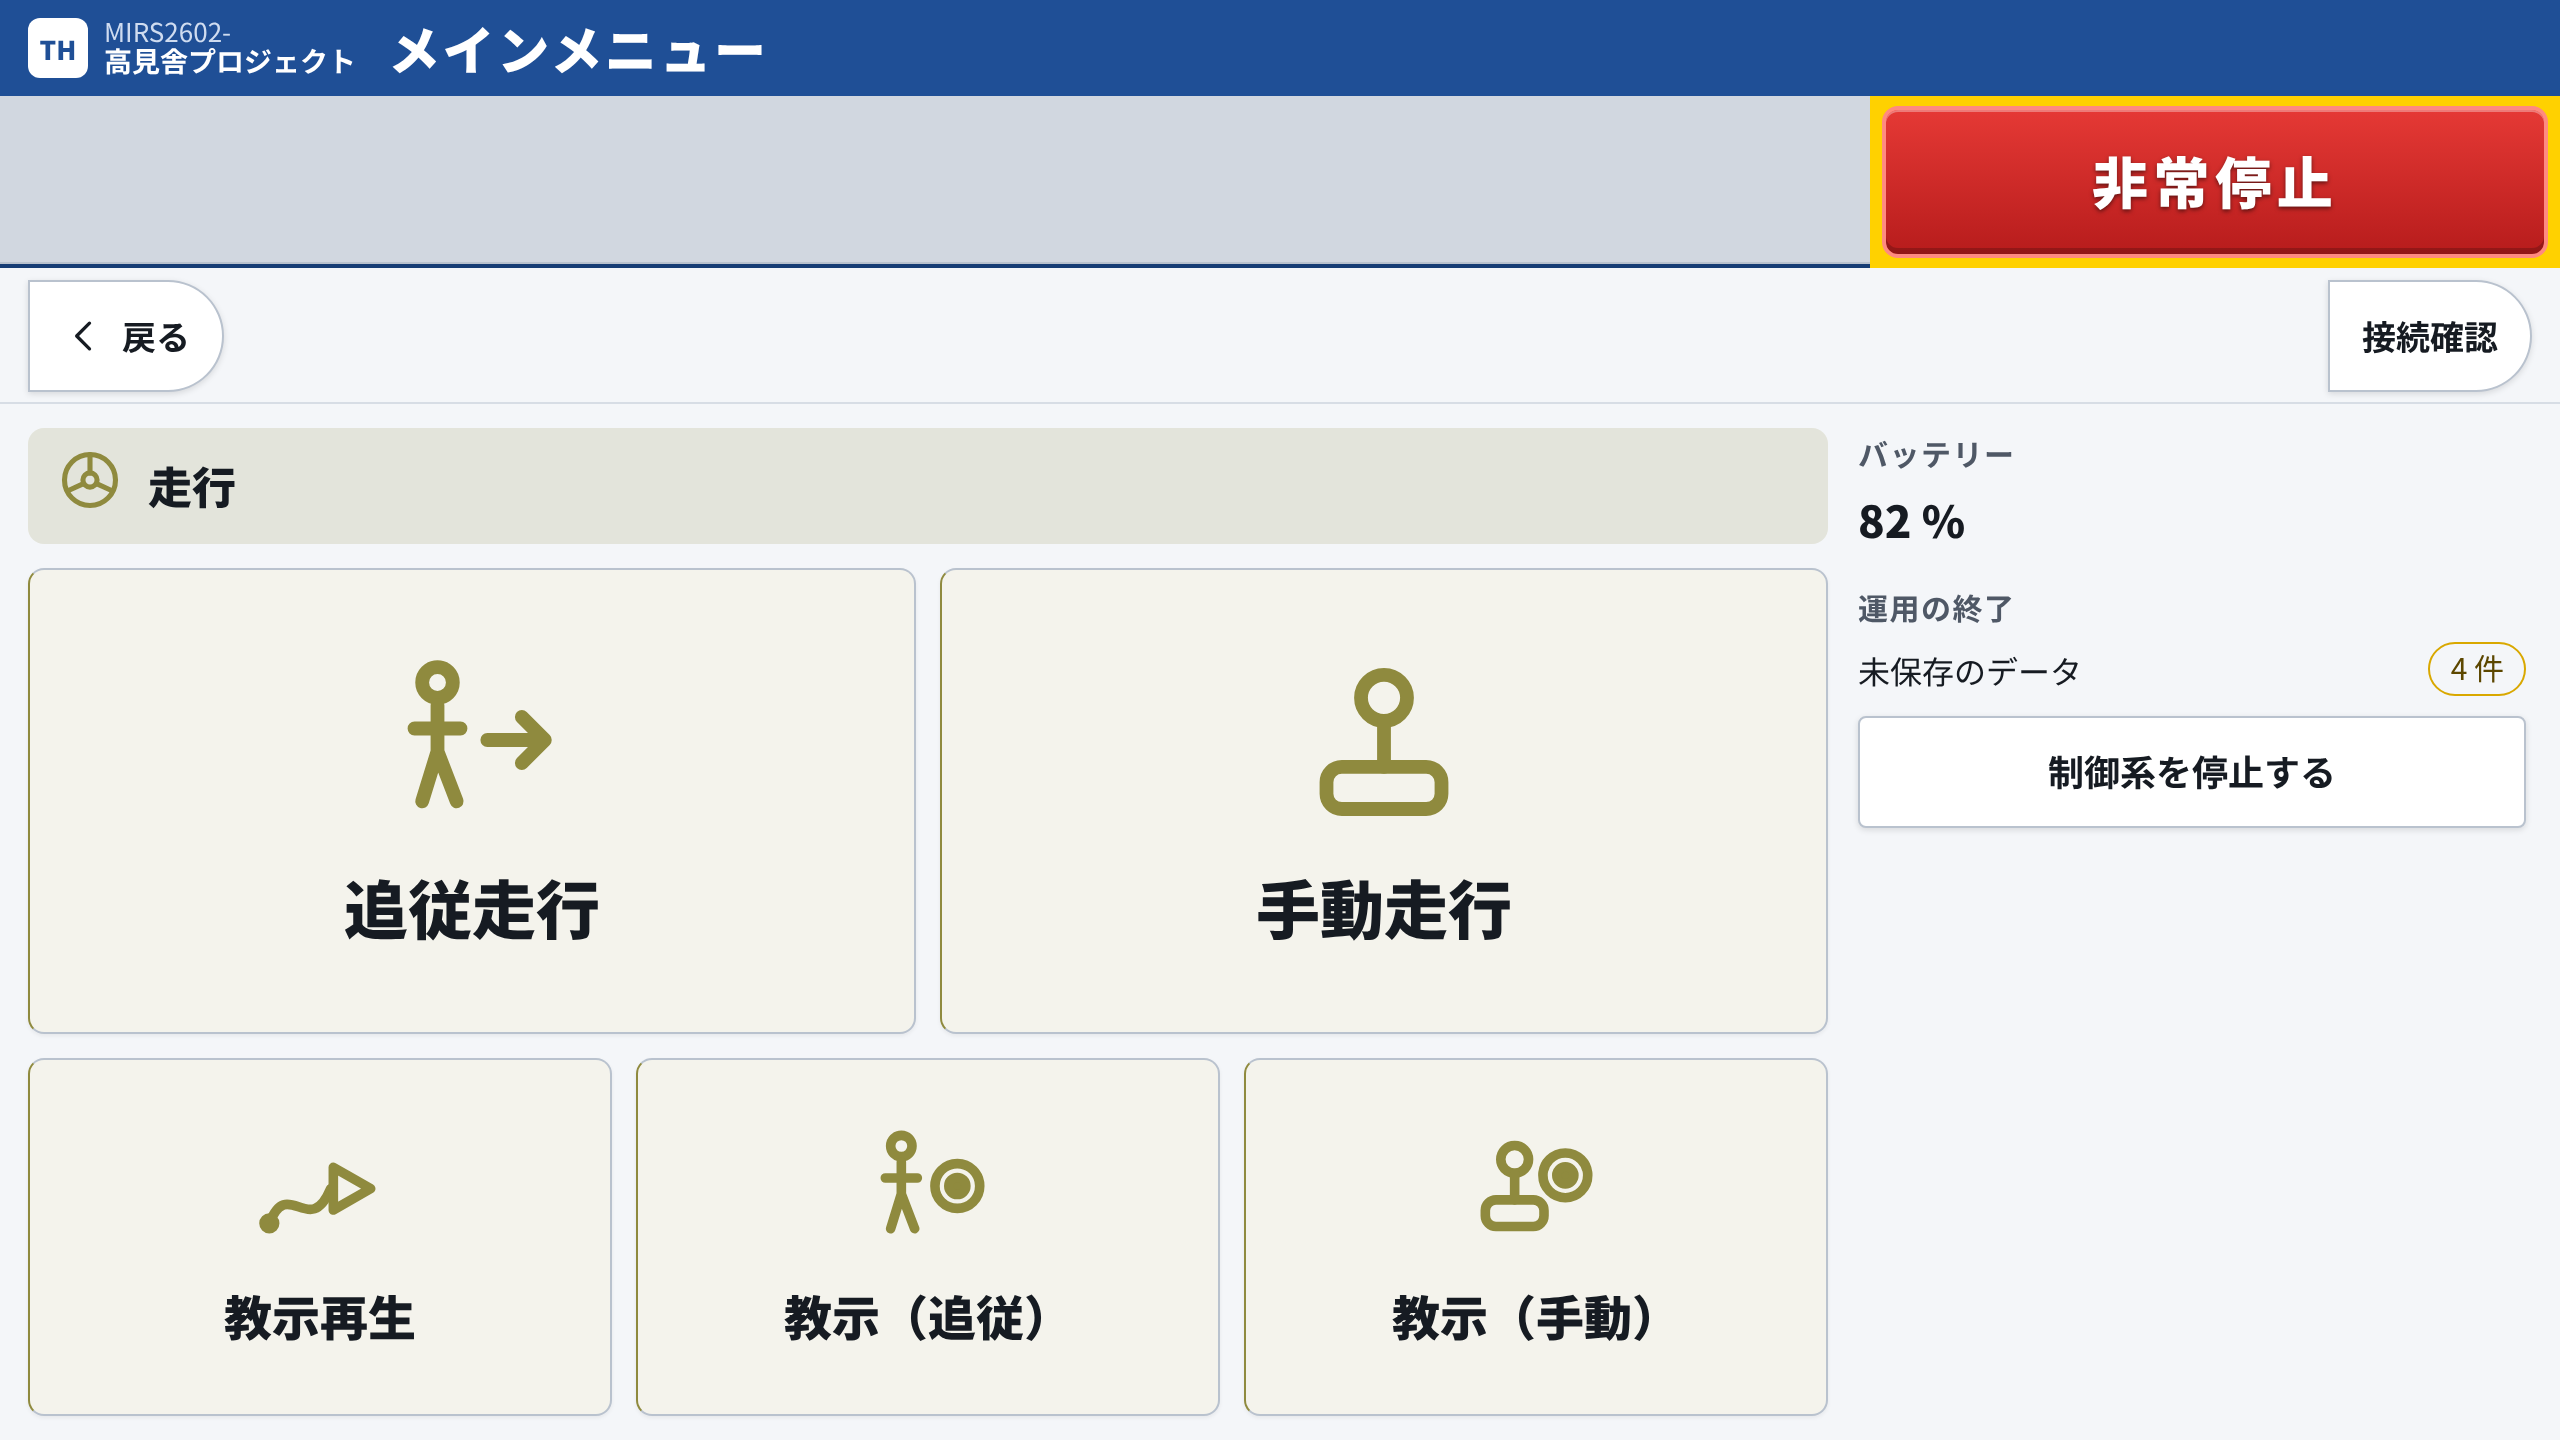 TH
MIRS2602-
高見舎プロジェクト
メインメニュー
非常停止
戻る
接続確認
走行
バッテリー
82 %
運用の終了
未保存のデータ
4 件
制御系を停止する
追従走行
手動走行
教示再生
教示（追従）
教示（手動）